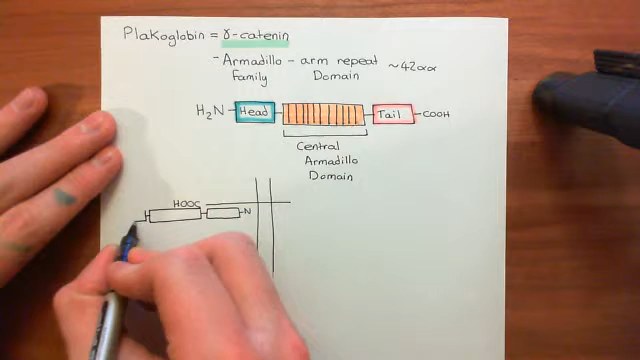 Plakoglobin = γ-catenin
- Armadillo - arm repeat ~42aa
Family Domain
H₂N Head Tail COOH
Central
Armadillo
Domain
HOOC
N